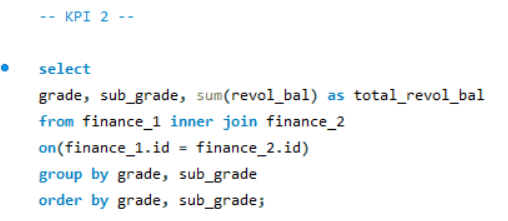 -- KPI 2 --
select
grade, sub_grade, sum(revol_bal) as total_revol_bal
from finance_1 inner join finance_2
on(finance_1.id = finance_2.id)
group by grade, sub_grade
order by grade, sub_grade;